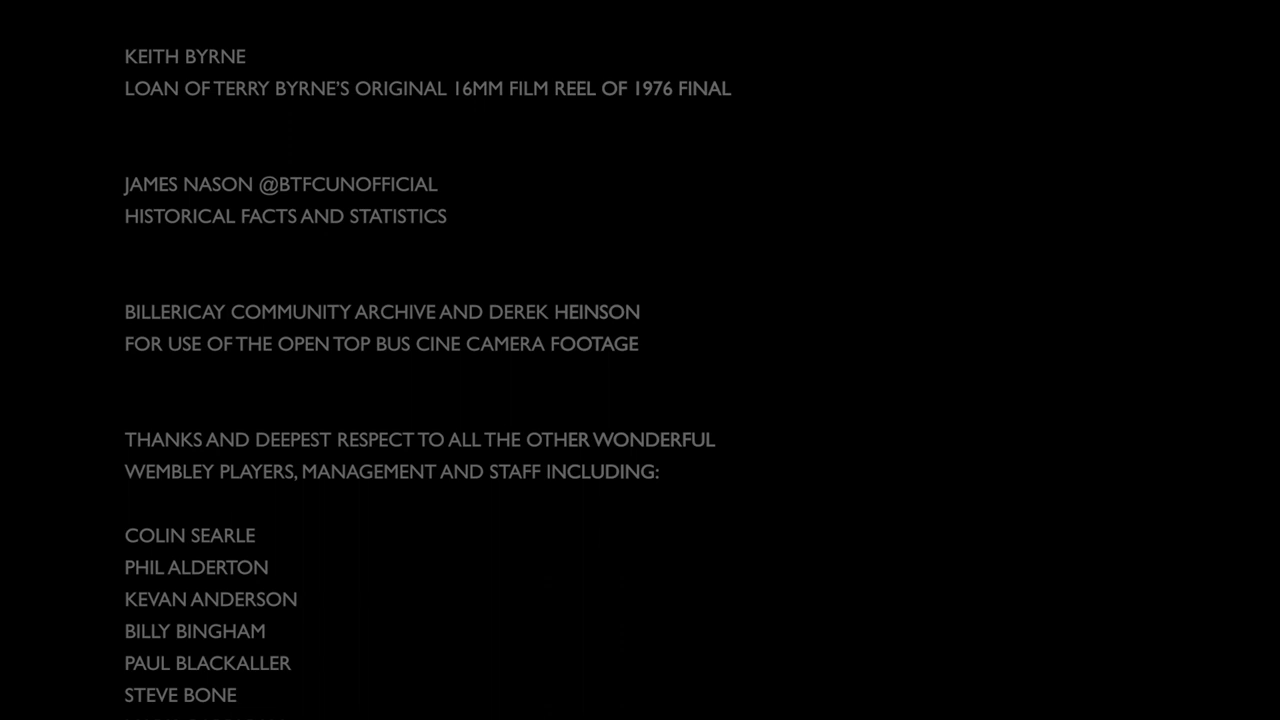 KEITH BYRNE
LOAN OF TERRY BYRNE'S ORIGINAL 16MM FILM REEL OF 1976 FINAL
JAMES NASON @BTFCUNOFFICIAL
HISTORICAL FACTS AND STATISTICS
BILLERICAY COMMUNITY ARCHIVE AND DEREK HEINSON
FOR USE OF THE OPEN TOP BUS CINE CAMERA FOOTAGE
THANKS AND DEEPEST RESPECT TO ALL THE OTHER WONDERFUL
WEMBLEY PLAYERS, MANAGEMENT AND STAFF INCLUDING:
COLIN SEARLE
PHIL ALDERTON
KEVAN ANDERSON
BILLY BINGHAM
PAUL BLACKALLER
STEVE BONE